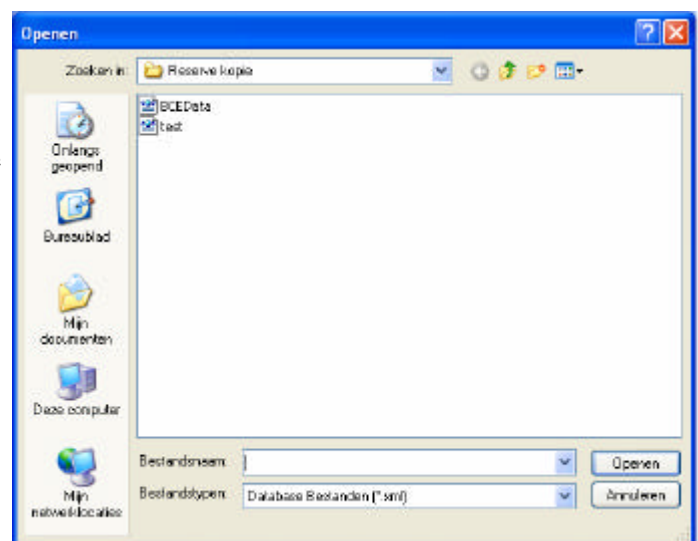 Openen
Zoeken in:
Reserve kopie
BCEData
test
Onlangs
geopend
Bureaublad
Mijn
documenten
Deze computer
Mijn
netwerklocaties
Bestandsnaam:
Openen
Bestandstypen:
Database Bestanden (*.xml)
Annuleren